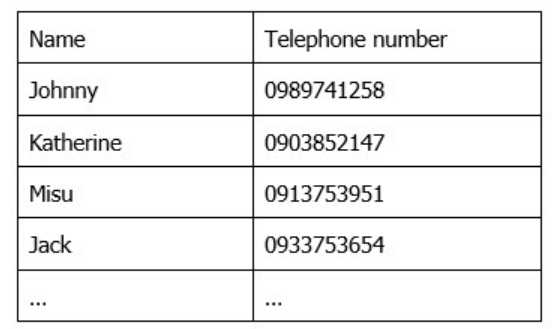 Name Telephone number
Johnny 0989741258
Katherine 0903852147
Misu 0913753951
Jack 0933753654
... ...